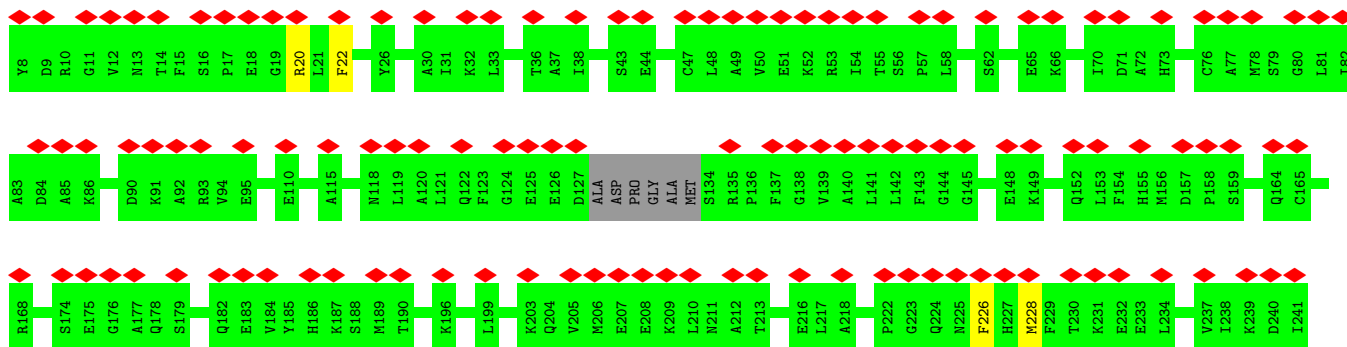 Y8 D9 R10 G11 V12 N13 T14 F15 S16 P17 E18 G19 R20 L21 F22 Y26 A30 I31 K32 L33 T36 A37 I38 S43 E44 C47 L48 A49 V50 E51 K52 R53 I54 T55 S56 P57 L58 S62 E65 K66 I70 D71 A72 H73 C76 A77 M78 S79 G80 L81 I82
A83 D84 A85 K86 D90 K91 A92 R93 V94 E95 E110 A115 N118 L119 A120 L121 Q122 F123 G124 E125 E126 D127 ALA ASP PRO GLY ALA MET S134 R135 P136 F137 G138 V139 A140 L141 L142 F143 G144 G145 E148 K149 Q152 L153 F154 H155 M156 D157 P158 S159 Q164 C165
R168 S174 E175 G176 A177 Q178 S179 Q182 E183 V184 Y185 H186 K187 S188 M189 T190 K196 L199 K203 Q204 V205 M206 E207 E208 K209 L210 N211 A212 T213 E216 L217 A218 P222 G223 Q224 N225 F226 H227 M228 F229 T230 K231 E232 E233 L234 V237 I238 K239 D240 I241